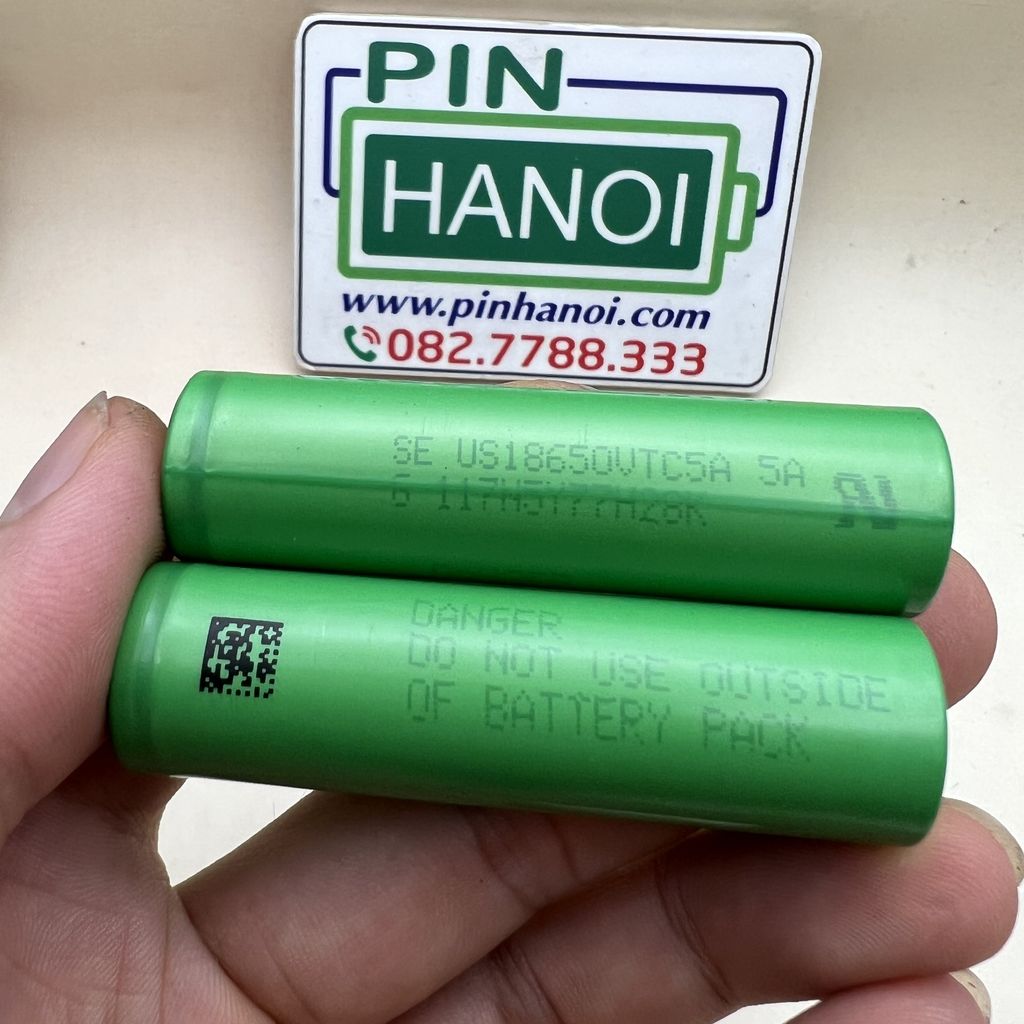 PIN
HANOI
www.pinhanoi.com
082.7788.333
SE US18650VTC5A 5A
DANGER
DO NOT USE OUTSIDE
OF BATTERY PACK